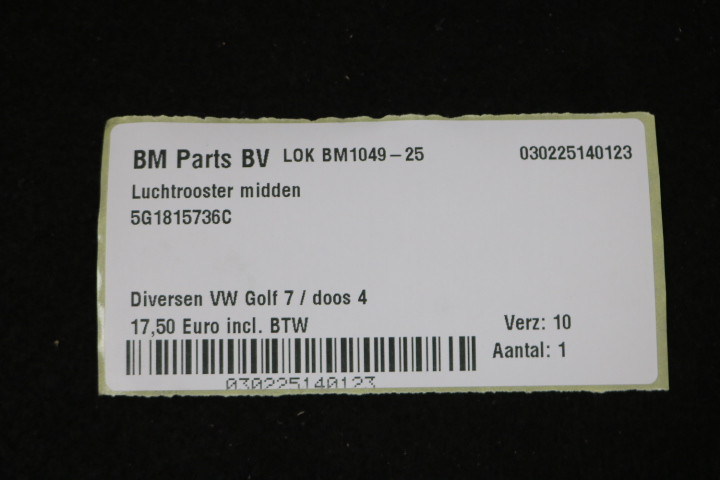 BM Parts BV LOK BM1049-25 030225140123
Luchtrooster midden
5G1815736C
Diversen VW Golf 7 / doos 4
17,50 Euro incl. BTW Verz: 10
Aantal: 1
030225140123